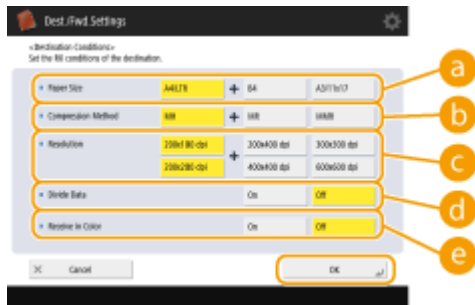 Dest./Fwd.Settings
<Destination Conditions>
Set the RX conditions of the destination.
Paper Size A4/LTR + B4 A3/11x17
a
Compression Method MH + MR MMR
b
Resolution 200x100 dpi 200x400 dpi 300x300 dpi
+
200x200 dpi 400x400 dpi 600x600 dpi
c
Divide Data On Off
d
Receive in Color On Off
e
Cancel OK